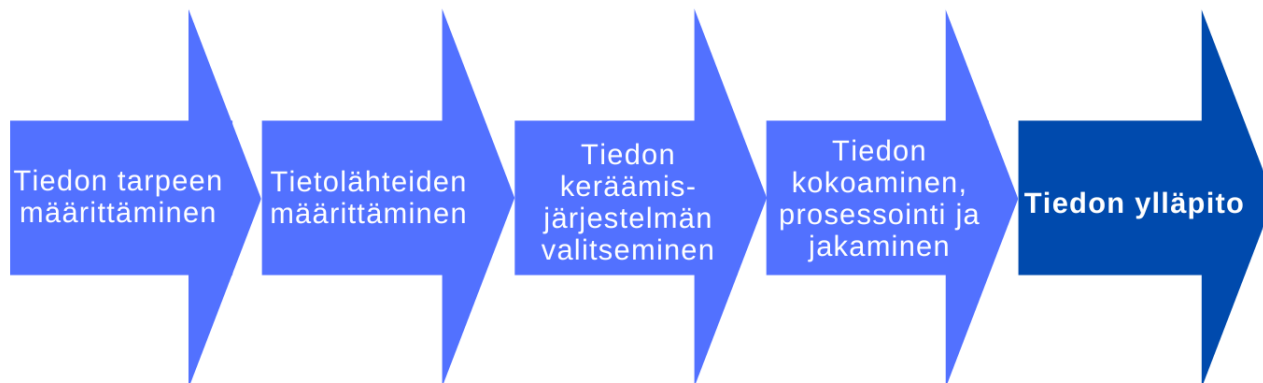 Tiedon tarpeen
määrittäminen
Tietolähteiden
määrittäminen
Tiedon
keräämis-
järjestelmän
valitseminen
Tiedon
kokoaminen,
prosessointi ja
jakaminen
Tiedon ylläpito